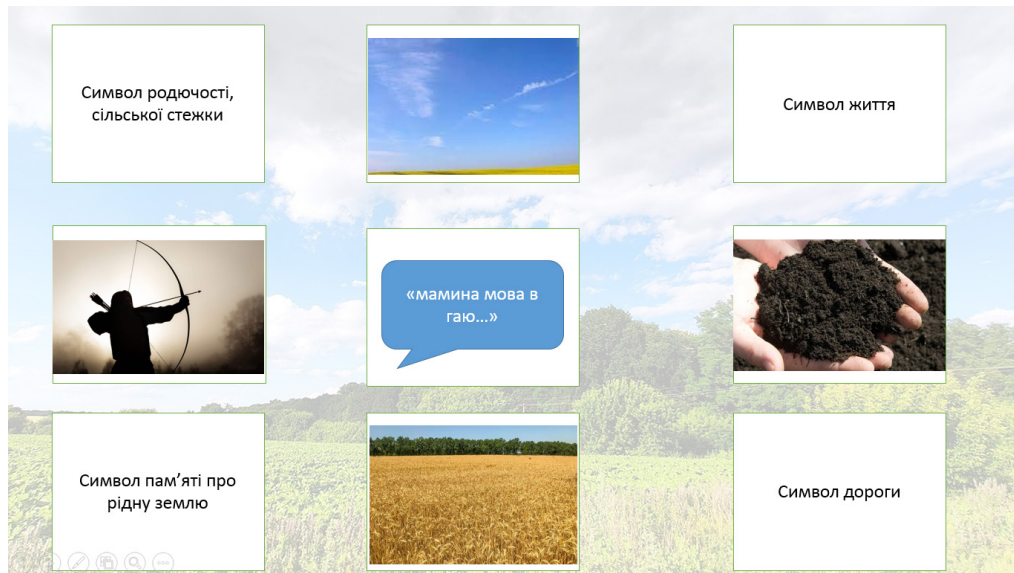 Символ родючості,
сільської стежки
Символ життя
«мамина мова в
гаю...»
Символ пам’яті про
рідну землю
Символ дороги